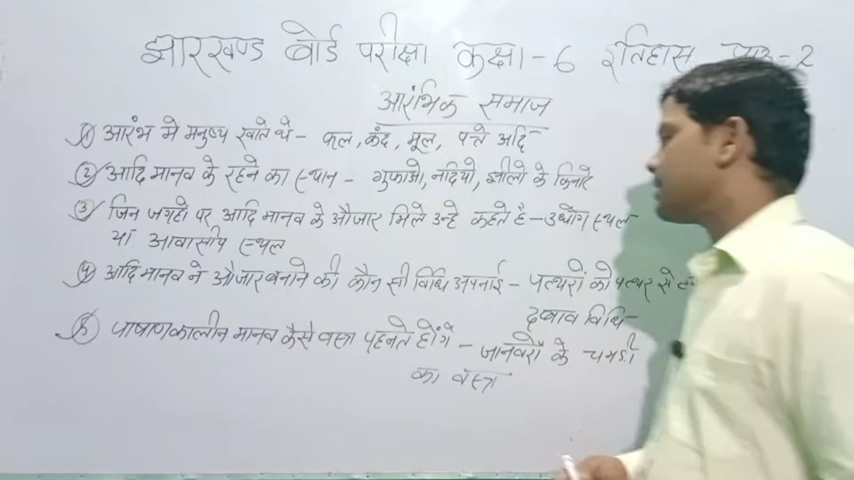 झारखण्ड बोर्ड परीक्षा कक्षा-6 इतिहास पाठ-2
आरंभिक समाज
1) आरंभ मे मनुष्य खाते थे - फल, कंद, मूल, पत्ते आदि
2) आदि मानव के रहने का स्थान - गुफाओ, नदियो, झीलो के किनारे
3) जिन जगहो पर आदि मानव के औजार मिले उन्हे कहते है - उधोग स्थल
या आवासीय स्थल
4) आदि मानव ने औजार बनाने की कौन सी विधि अपनाई - पत्थरों को पत्थर से
दबाव विधि
5) पाषाणकालीन मानव कैसे वस्त्र पहनते होंगे - जानवरों के चमड़ी
का वस्त्र